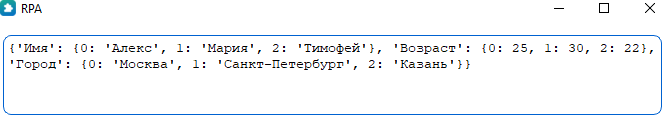 RPA
{'Имя': {0: 'Алекс', 1: 'Мария', 2: 'Тимофей'}, 'Возраст': {0: 25, 1: 30, 2: 22},
'Город': {0: 'Москва', 1: 'Санкт-Петербург', 2: 'Казань'}}